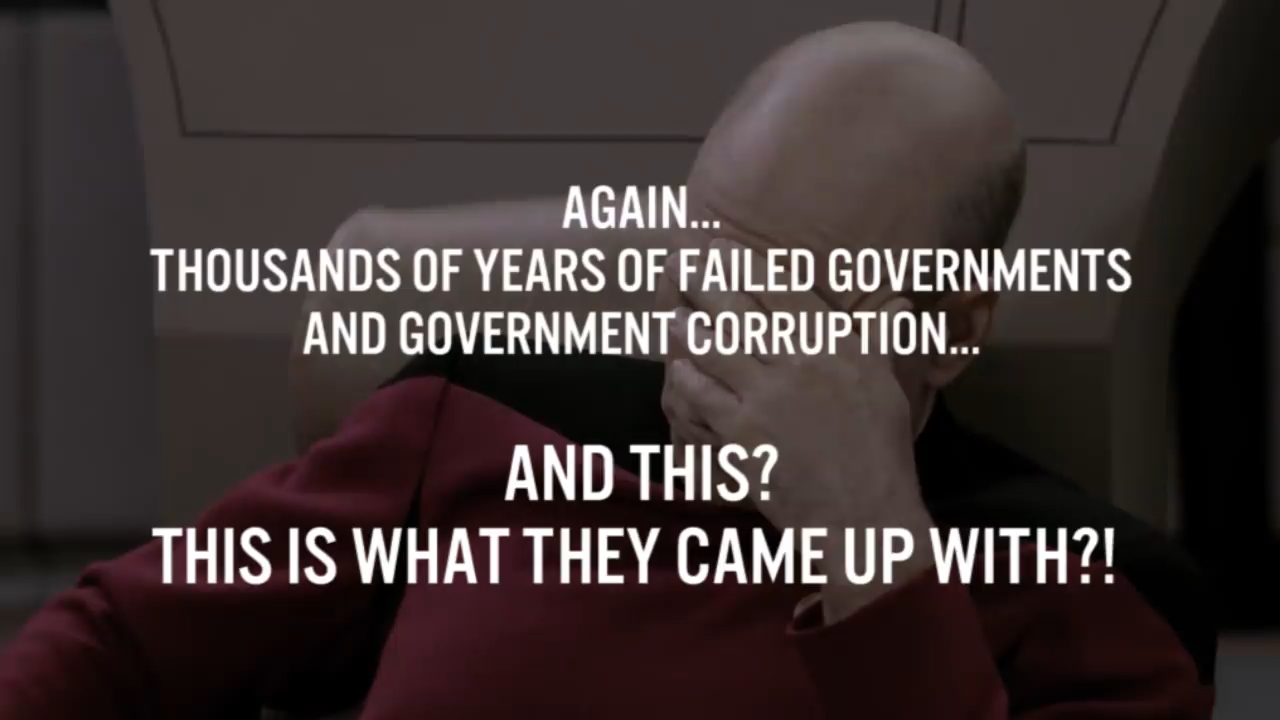 AGAIN...
THOUSANDS OF YEARS OF FAILED GOVERNMENTS
AND GOVERNMENT CORRUPTION...
AND THIS?
THIS IS WHAT THEY CAME UP WITH?!